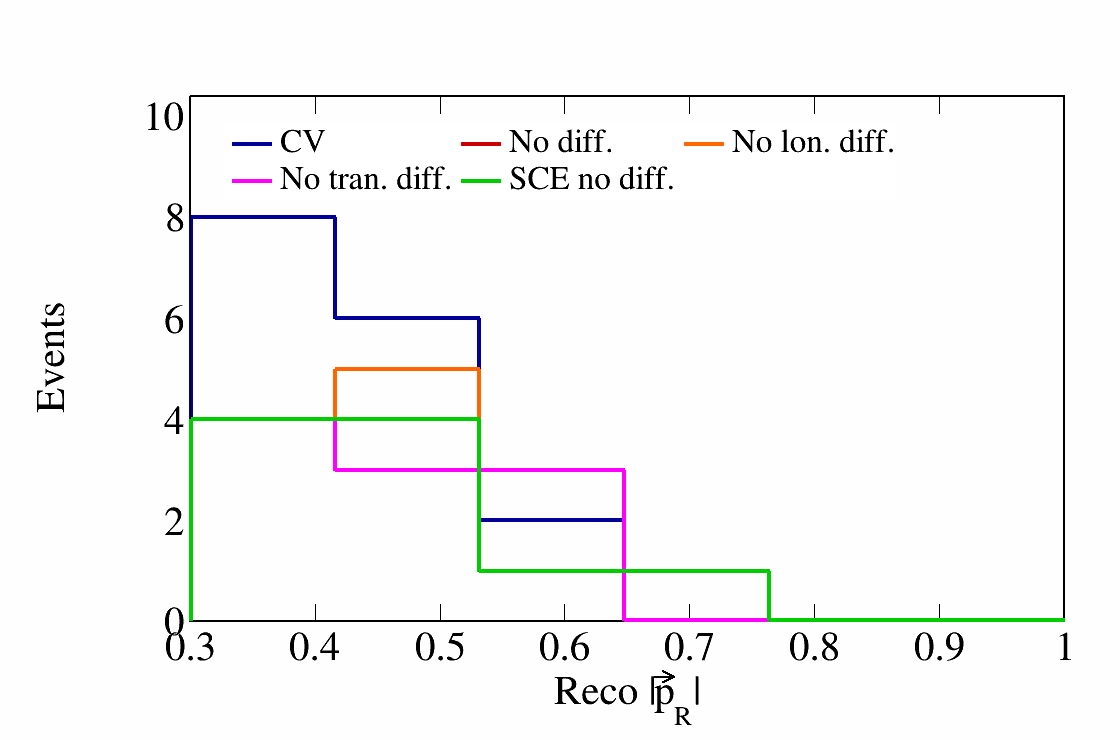 10
CV No diff. No lon. diff.
No tran. diff. SCE no diff.
8
6
Events
4
2
0
0.3 0.4 0.5 0.6 0.7 0.8 0.9 1
Reco |p⃗_R|